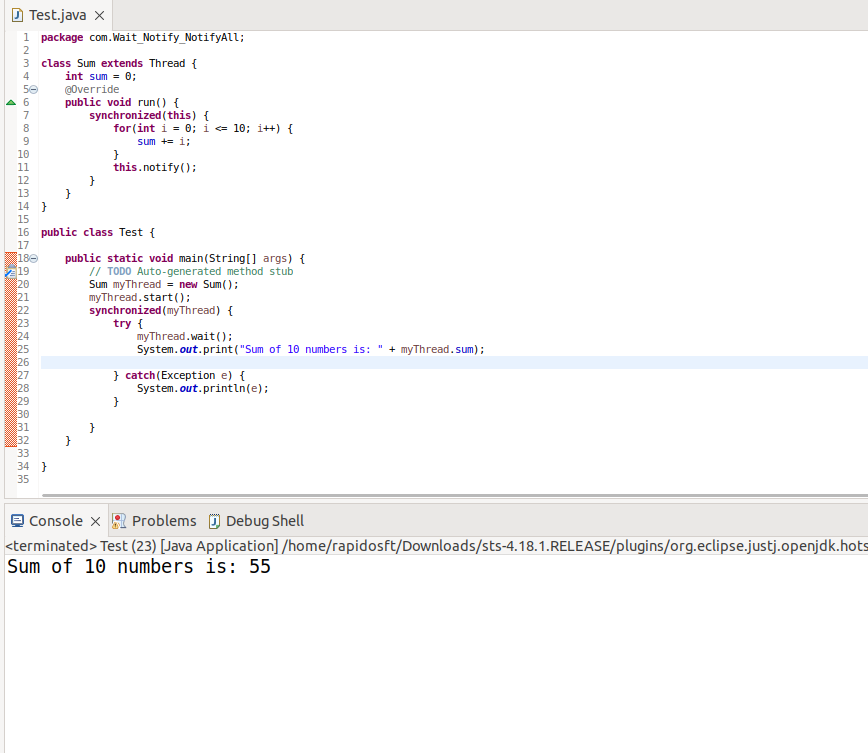 Test.java
1 package com.Wait_Notify_NotifyAll;
2
3 class Sum extends Thread {
4     int sum = 0;
5     @Override
6     public void run() {
7         synchronized(this) {
8             for(int i = 0; i <= 10; i++) {
9                 sum += i;
10             }
11             this.notify();
12         }
13     }
14 }
15
16 public class Test {
17
18     public static void main(String[] args) {
19         // TODO Auto-generated method stub
20         Sum myThread = new Sum();
21         myThread.start();
22         synchronized(myThread) {
23             try {
24                 myThread.wait();
25                 System.out.print("Sum of 10 numbers is: " + myThread.sum);
26
27             } catch(Exception e) {
28                 System.out.println(e);
29             }
30
31         }
32     }
33
34 }
35
Console Problems Debug Shell
<terminated> Test (23) [Java Application] /home/rapidosft/Downloads/sts-4.18.1.RELEASE/plugins/org.eclipse.justj.openjdk.hots
Sum of 10 numbers is: 55